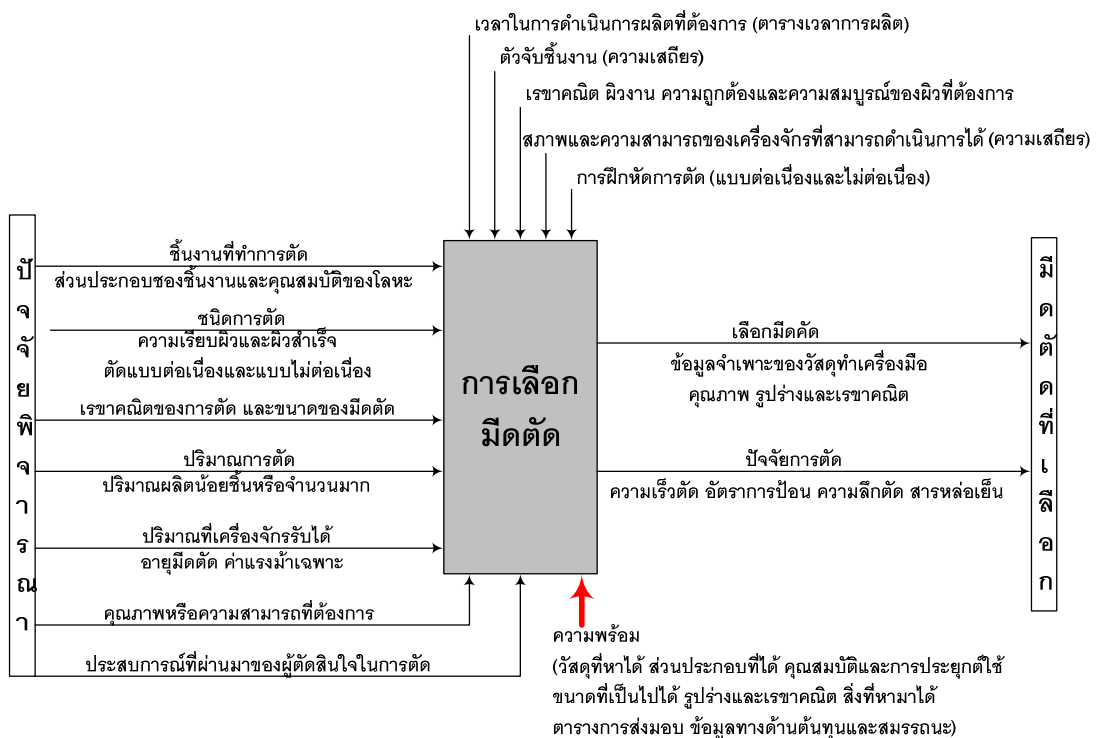 เวลาในการดำเนินการผลิตที่ต้องการ (ตารางเวลาการผลิต)
ตัวจับชิ้นงาน (ความเสถียร)
เรขาคณิต ผิวงาน ความถูกต้องและความสมบูรณ์ของผิวที่ต้องการ
สภาพและความสามารถของเครื่องจักรที่สามารถดำเนินการได้ (ความเสถียร)
การฝึกหัดการตัด (แบบต่อเนื่องและไม่ต่อเนื่อง)
ปัจจัยพิจารณา
ชิ้นงานที่ทำการตัด
ส่วนประกอบชองชิ้นงานและคุณสมบัติของโลหะ
ชนิดการตัด
ความเรียบผิวและผิวสำเร็จ
ตัดแบบต่อเนื่องและแบบไม่ต่อเนื่อง
เรขาคณิตของการตัด และขนาดของมีดตัด
ปริมาณการตัด
ปริมาณผลิตน้อยชิ้นหรือจำนวนมาก
ปริมาณที่เครื่องจักรรับได้
อายุมีดตัด ค่าแรงม้าเฉพาะ
คุณภาพหรือความสามารถที่ต้องการ
ประสบการณ์ที่ผ่านมาของผู้ตัดสินใจในการตัด
การเลือก
มีดตัด
เลือกมีดคัด
ข้อมูลจำเพาะของวัสดุทำเครื่องมือ
คุณภาพ รูปร่างและเรขาคณิต
ปัจจัยการตัด
ความเร็วตัด อัตราการป้อน ความลึกตัด สารหล่อเย็น
มีดตัดที่เลือก
ความพร้อม
(วัสดุที่หาได้ ส่วนประกอบที่ได้ คุณสมบัติและการประยุกต์ใช้
ขนาดที่เป็นไปได้ รูปร่างและเรขาคณิต สิ่งที่หามาได้
ตารางการส่งมอบ ข้อมูลทางด้านต้นทุนและสมรรถนะ)